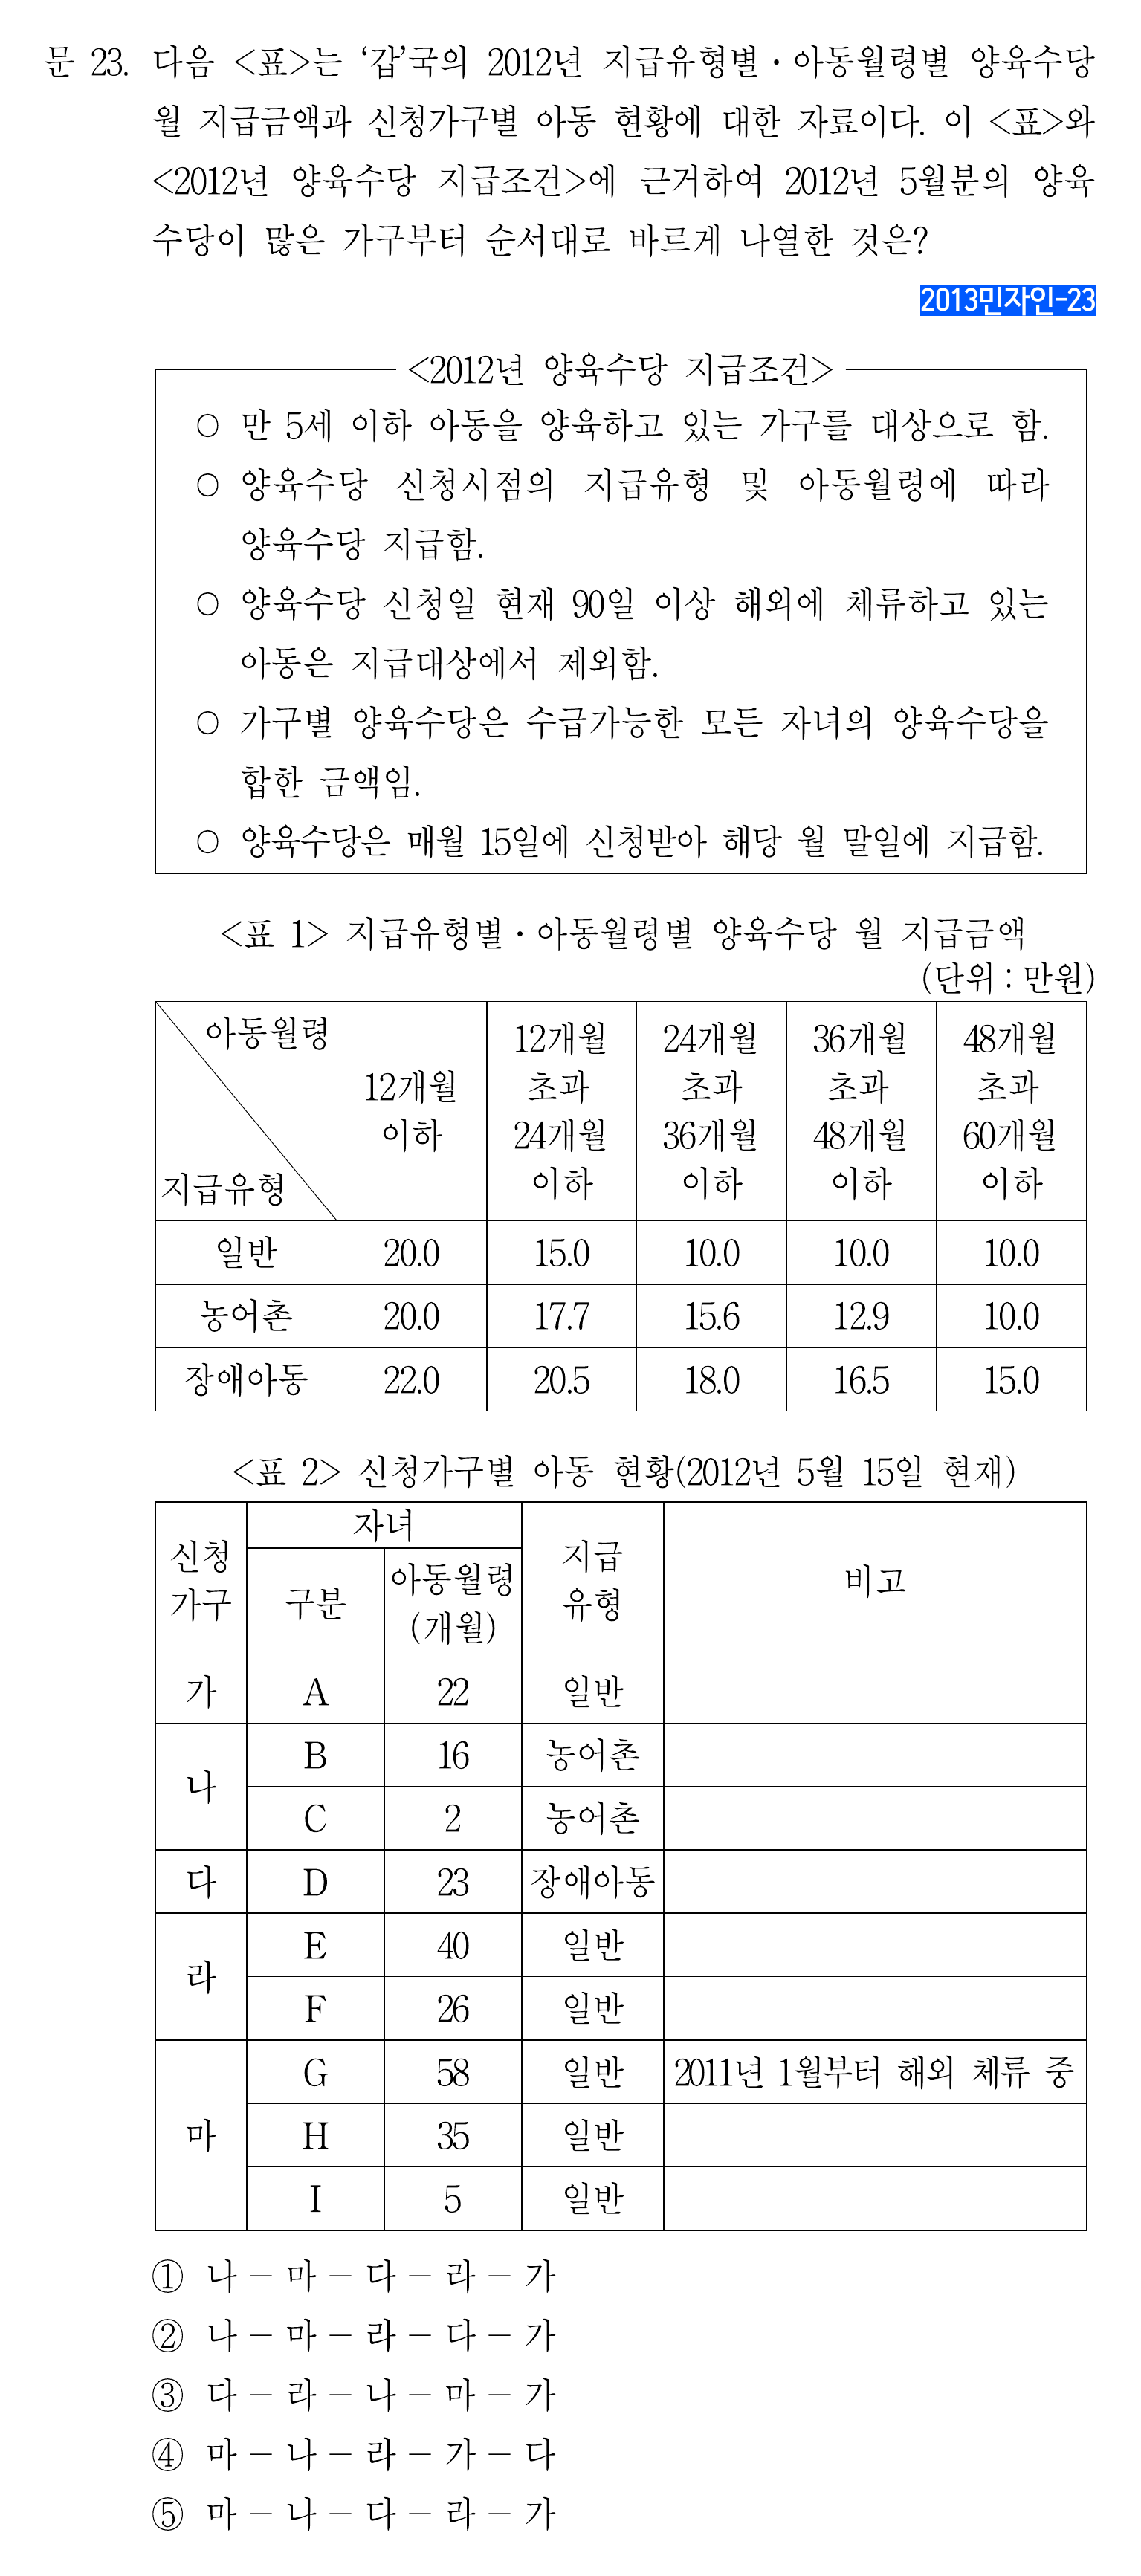 문 23. 다음 <표>는 ‘갑’국의 2012년 지급유형별·아동월령별 양육수당
월 지급금액과 신청가구별 아동 현황에 대한 자료이다. 이 <표>와
<2012년 양육수당 지급조건>에 근거하여 2012년 5월분의 양육
수당이 많은 가구부터 순서대로 바르게 나열한 것은?
2013민자인-23
<2012년 양육수당 지급조건>
○ 만 5세 이하 아동을 양육하고 있는 가구를 대상으로 함.
○ 양육수당 신청시점의 지급유형 및 아동월령에 따라
양육수당 지급함.
○ 양육수당 신청일 현재 90일 이상 해외에 체류하고 있는
아동은 지급대상에서 제외함.
○ 가구별 양육수당은 수급가능한 모든 자녀의 양육수당을
합한 금액임.
○ 양육수당은 매월 15일에 신청받아 해당 월 말일에 지급함.
<표 1> 지급유형별·아동월령별 양육수당 월 지급금액
(단위 : 만원)
아동월령
지급유형
12개월
이하
12개월
초과
24개월
이하
24개월
초과
36개월
이하
36개월
초과
48개월
이하
48개월
초과
60개월
이하
일반 20.0 15.0 10.0 10.0 10.0
농어촌 20.0 17.7 15.6 12.9 10.0
장애아동 22.0 20.5 18.0 16.5 15.0
<표 2> 신청가구별 아동 현황(2012년 5월 15일 현재)
신청
가구
자녀
구분
아동월령
(개월)
지급
유형
비고
가 A 22 일반
나 B 16 농어촌
C 2 농어촌
다 D 23 장애아동
라 E 40 일반
F 26 일반
마 G 58 일반 2011년 1월부터 해외 체류 중
H 35 일반
I 5 일반
① 나 – 마 – 다 – 라 – 가
② 나 – 마 – 라 – 다 – 가
③ 다 – 라 – 나 – 마 – 가
④ 마 – 나 – 라 – 가 – 다
⑤ 마 – 나 – 다 – 라 – 가